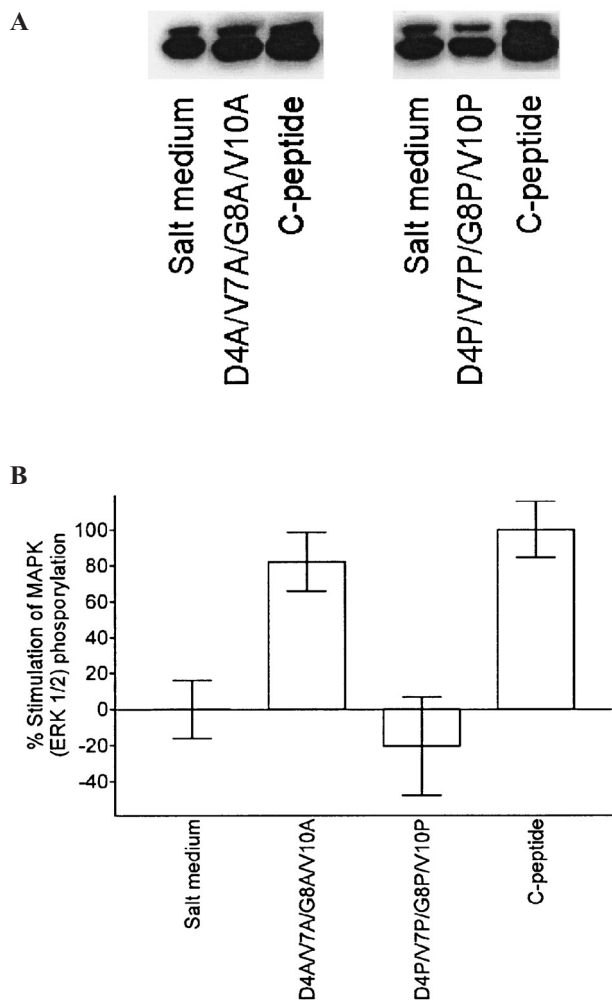 A
Salt medium
D4A/V7A/G8A/V10A
C-peptide
Salt medium
D4P/V7P/G8P/V10P
C-peptide
B
% Stimulation of MAPK
(ERK 1/2) phosporylation
100
80
60
40
20
0
-20
-40
Salt medium
D4A/V7A/G8A/V10A
D4P/V7P/G8P/V10P
C-peptide